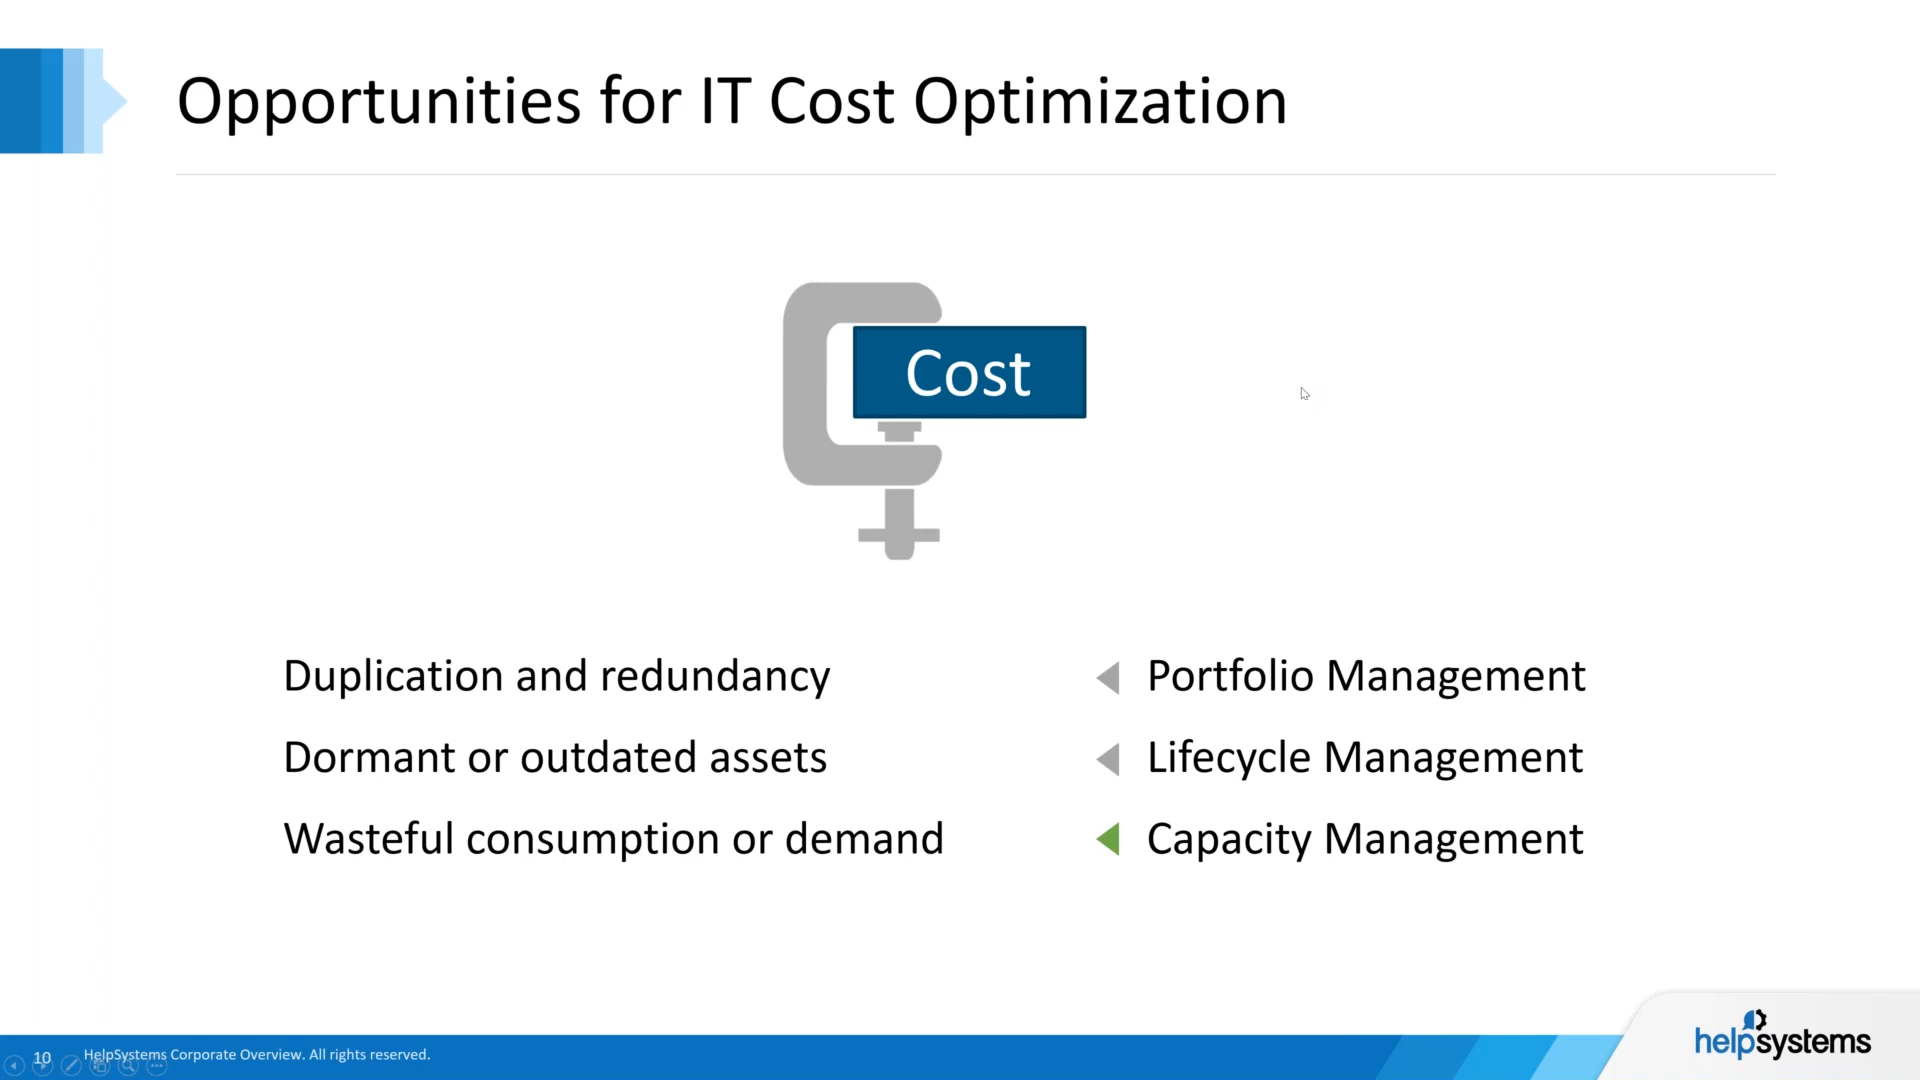 Opportunities for IT Cost Optimization
Cost
Duplication and redundancy
Portfolio Management
Dormant or outdated assets
Lifecycle Management
Wasteful consumption or demand
Capacity Management
10
HelpSystems Corporate Overview. All rights reserved.
helpsystems